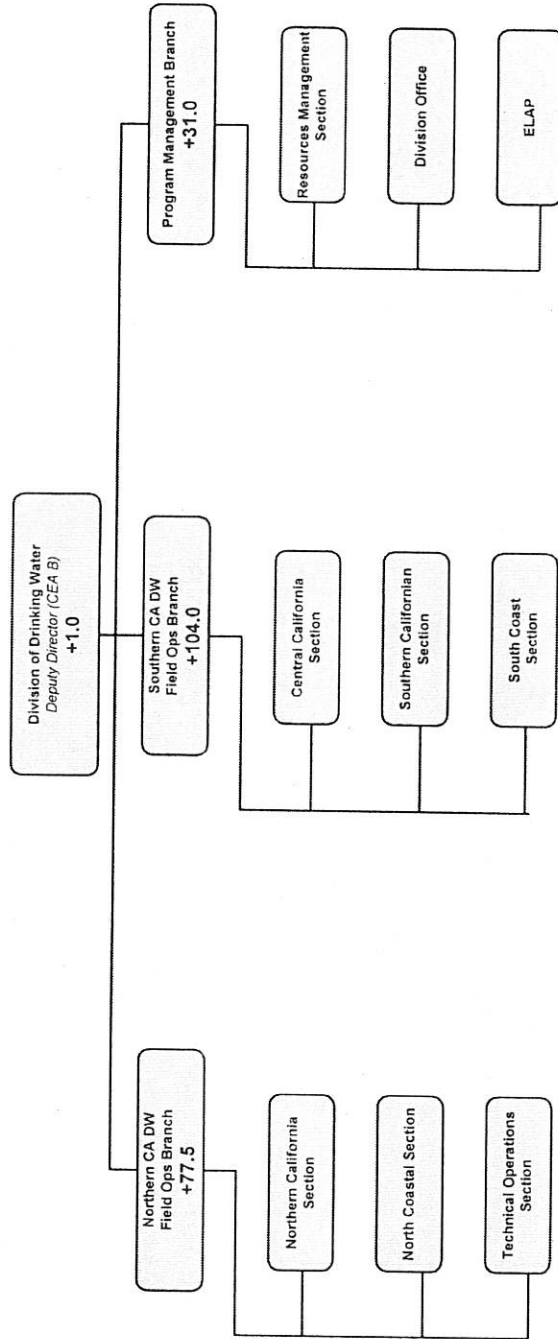 Division of Drinking Water
Deputy Director (CEA B)
+1.0
Northern CA DW
Field Ops Branch
+77.5
Northern California
Section
North Coastal Section
Technical Operations
Section
Southern CA DW
Field Ops Branch
+104.0
Central California
Section
Southern Californian
Section
South Coast
Section
Program Management Branch
+31.0
Resources Management
Section
Division Office
ELAP